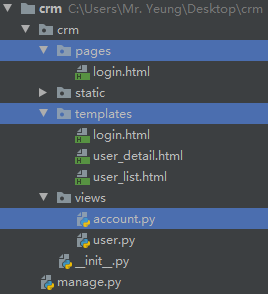 crm C:\Users\Mr. Yeung\Desktop\crm
crm
pages
login.html
static
templates
login.html
user_detail.html
user_list.html
views
account.py
user.py
__init__.py
manage.py